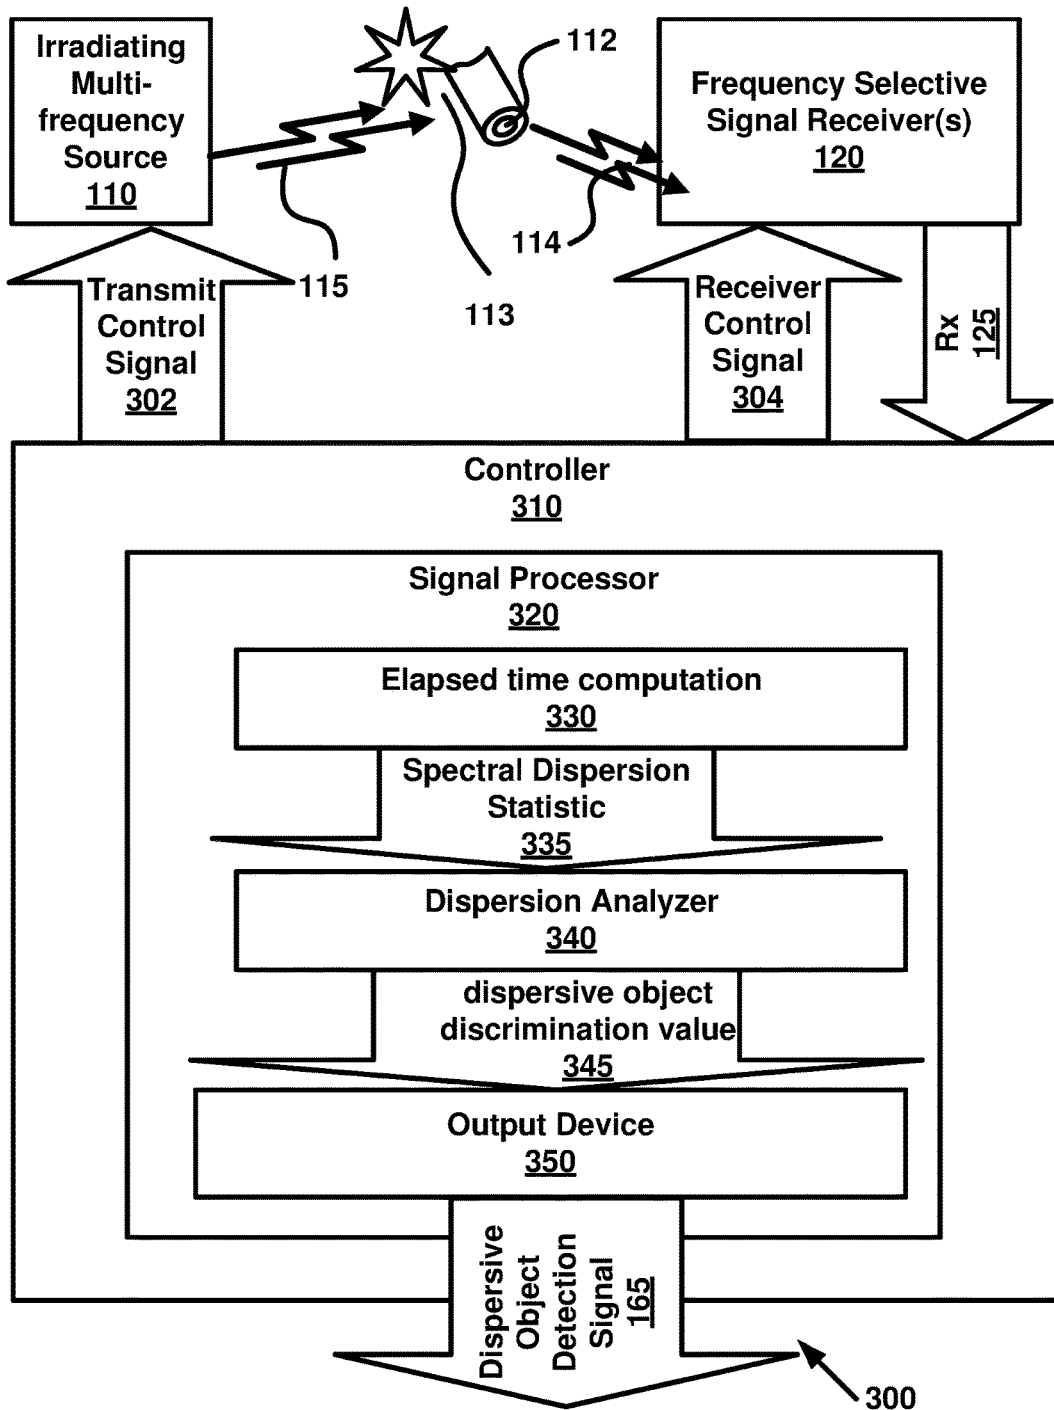 Irradiating
Multi-
frequency
Source
110
112
Frequency Selective
Signal Receiver(s)
120
115
113
114
Transmit
Control
Signal
302
Receiver
Control
Signal
304
Rx
125
Controller
310
Signal Processor
320
Elapsed time computation
330
Spectral Dispersion
Statistic
335
Dispersion Analyzer
340
dispersive object
discrimination value
345
Output Device
350
Dispersive
Object
Detection
Signal
165
300